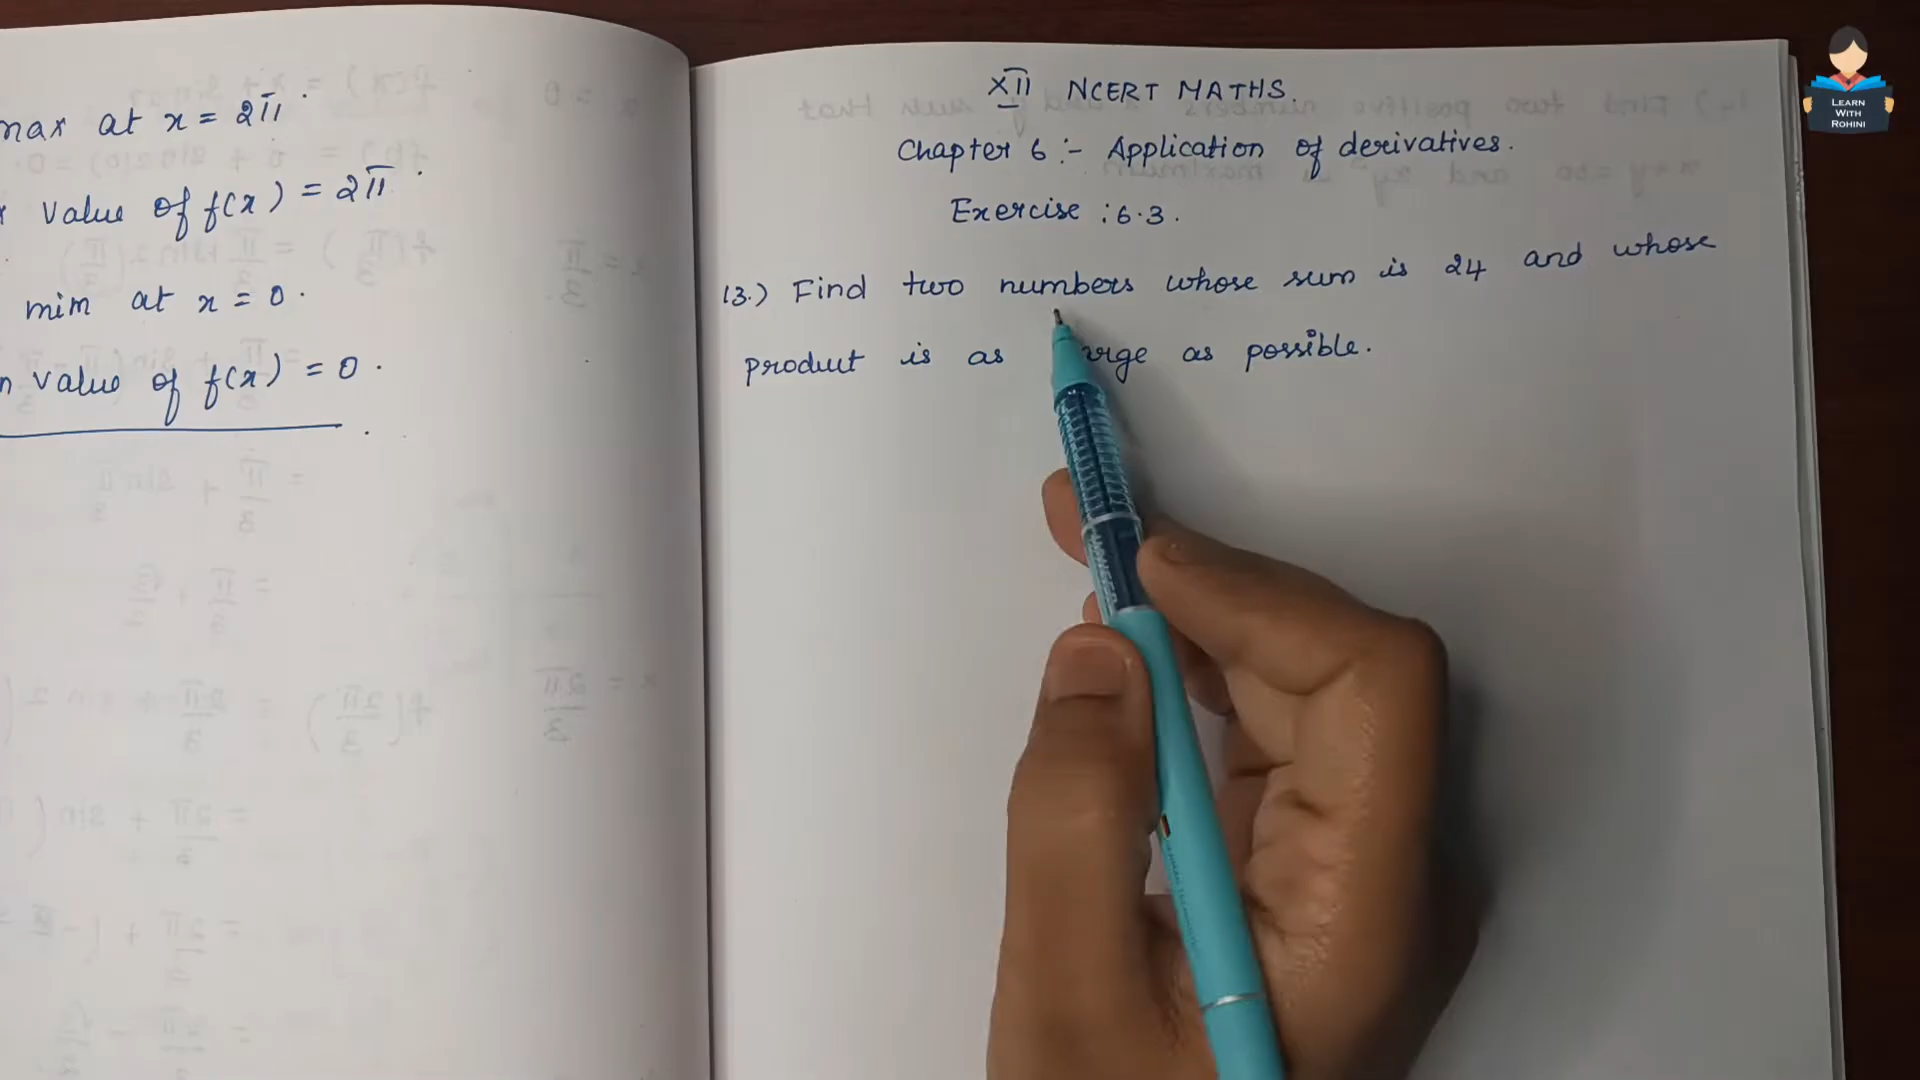 max at x = 2π
value of f(x) = 2π
min at x = 0.
value of f(x) = 0.
XII NCERT MATHS.
Chapter 6 :- Application of derivatives.
Exercise : 6.3.
13.) Find two numbers whose sum is 24 and whose
product is as large as possible.
LEARN
WITH
ROHINI